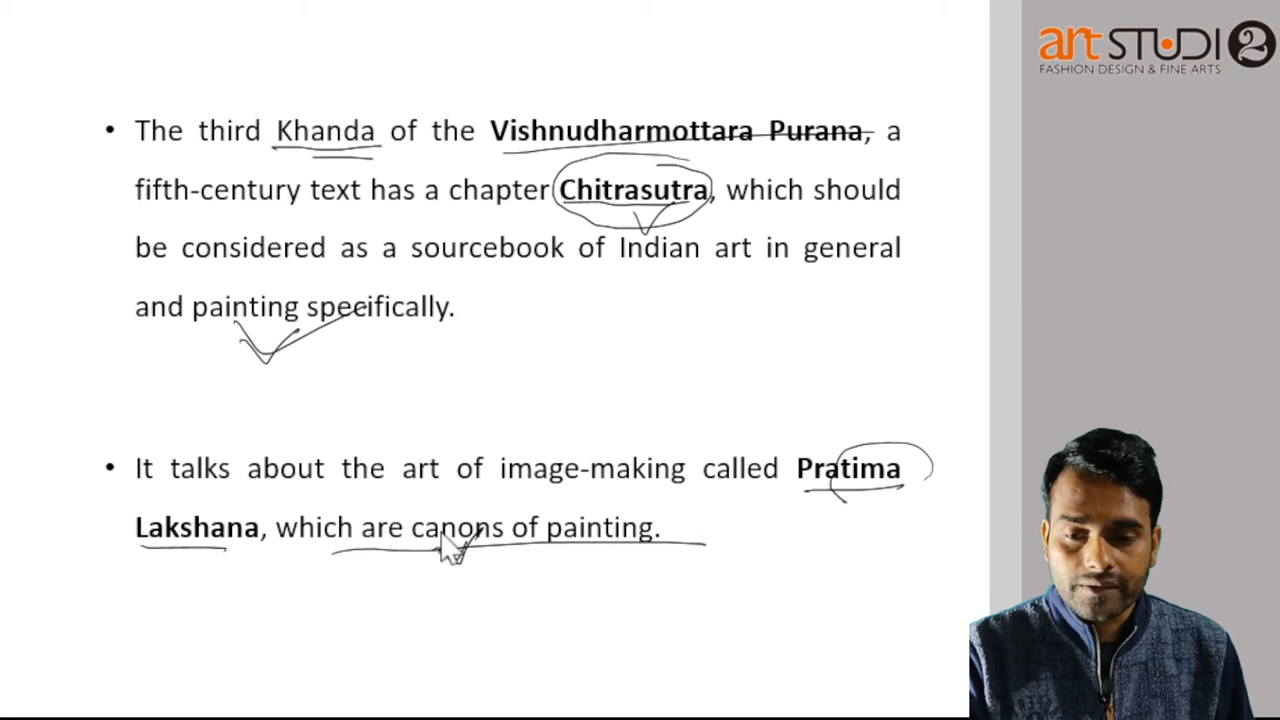 art STUDI 2
FASHION DESIGN & FINE ARTS
• The third Khanda of the Vishnudharmottara Purana, a
fifth-century text has a chapter Chitrasutra, which should
be considered as a sourcebook of Indian art in general
and painting specifically.
• It talks about the art of image-making called Pratima
Lakshana, which are canons of painting.